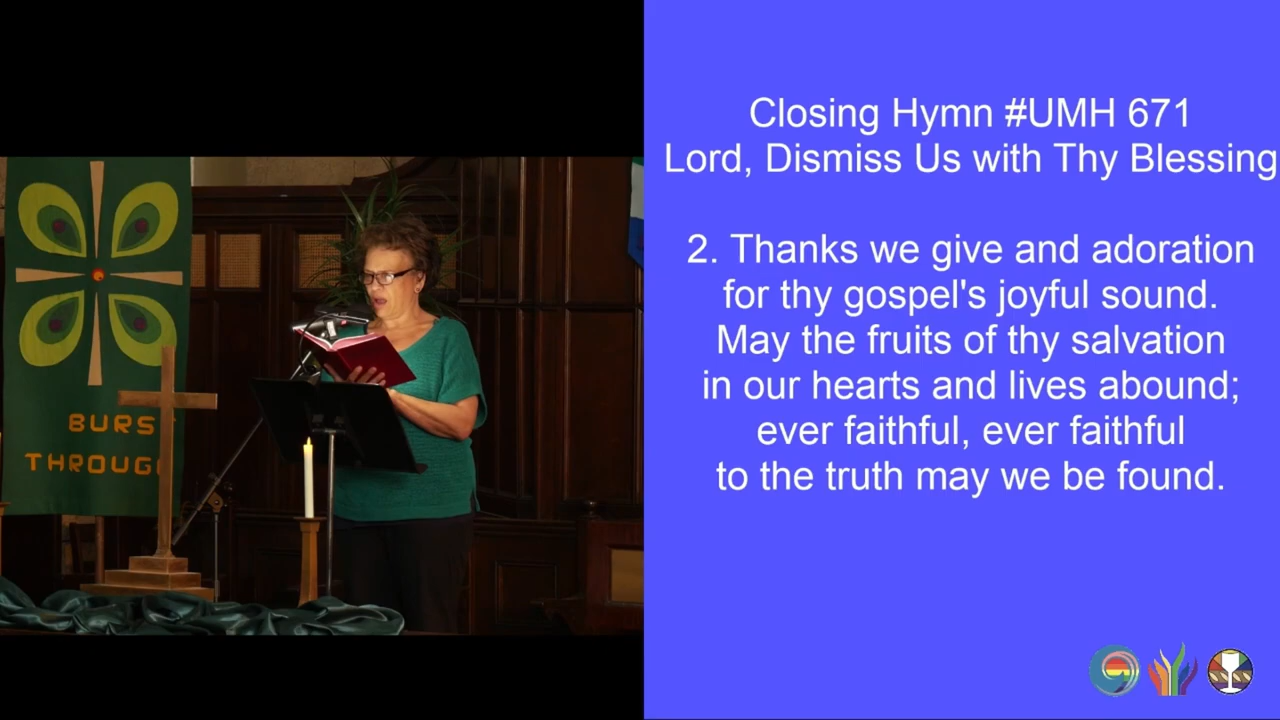 BURS
THROUG
Closing Hymn #UMH 671
Lord, Dismiss Us with Thy Blessing
2. Thanks we give and adoration
for thy gospel's joyful sound.
May the fruits of thy salvation
in our hearts and lives abound;
ever faithful, ever faithful
to the truth may we be found.